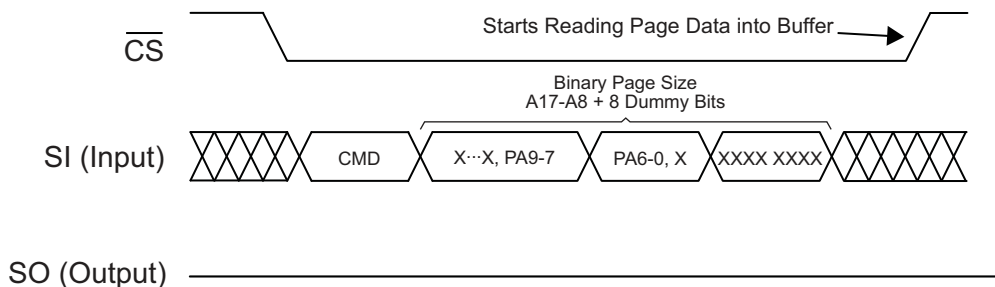 Starts Reading Page Data into Buffer
CS
Binary Page Size
A17-A8 + 8 Dummy Bits
SI (Input)
CMD
X···X, PA9-7
PA6-0, X
XXXX XXXX
SO (Output)